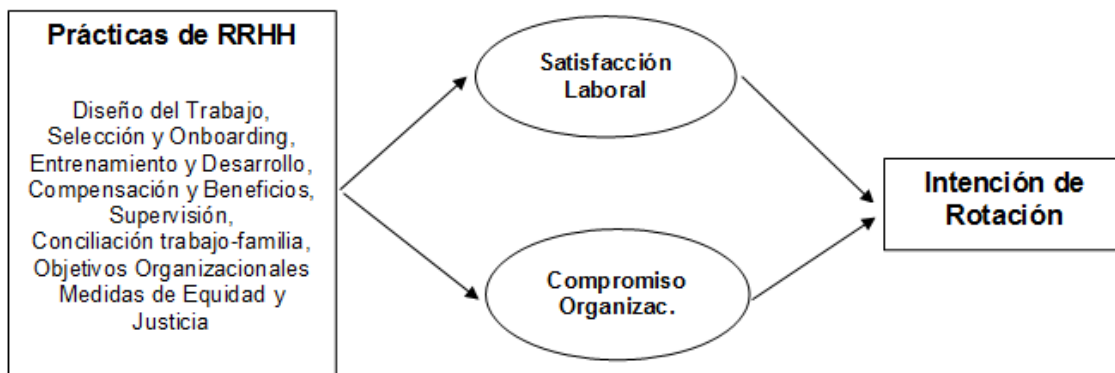 Prácticas de RRHH
Diseño del Trabajo,
Selección y Onboarding,
Entrenamiento y Desarrollo,
Compensación y Beneficios,
Supervisión,
Conciliación trabajo-familia,
Objetivos Organizacionales
Medidas de Equidad y
Justicia
Satisfacción
Laboral
Compromiso
Organizac.
Intención de
Rotación